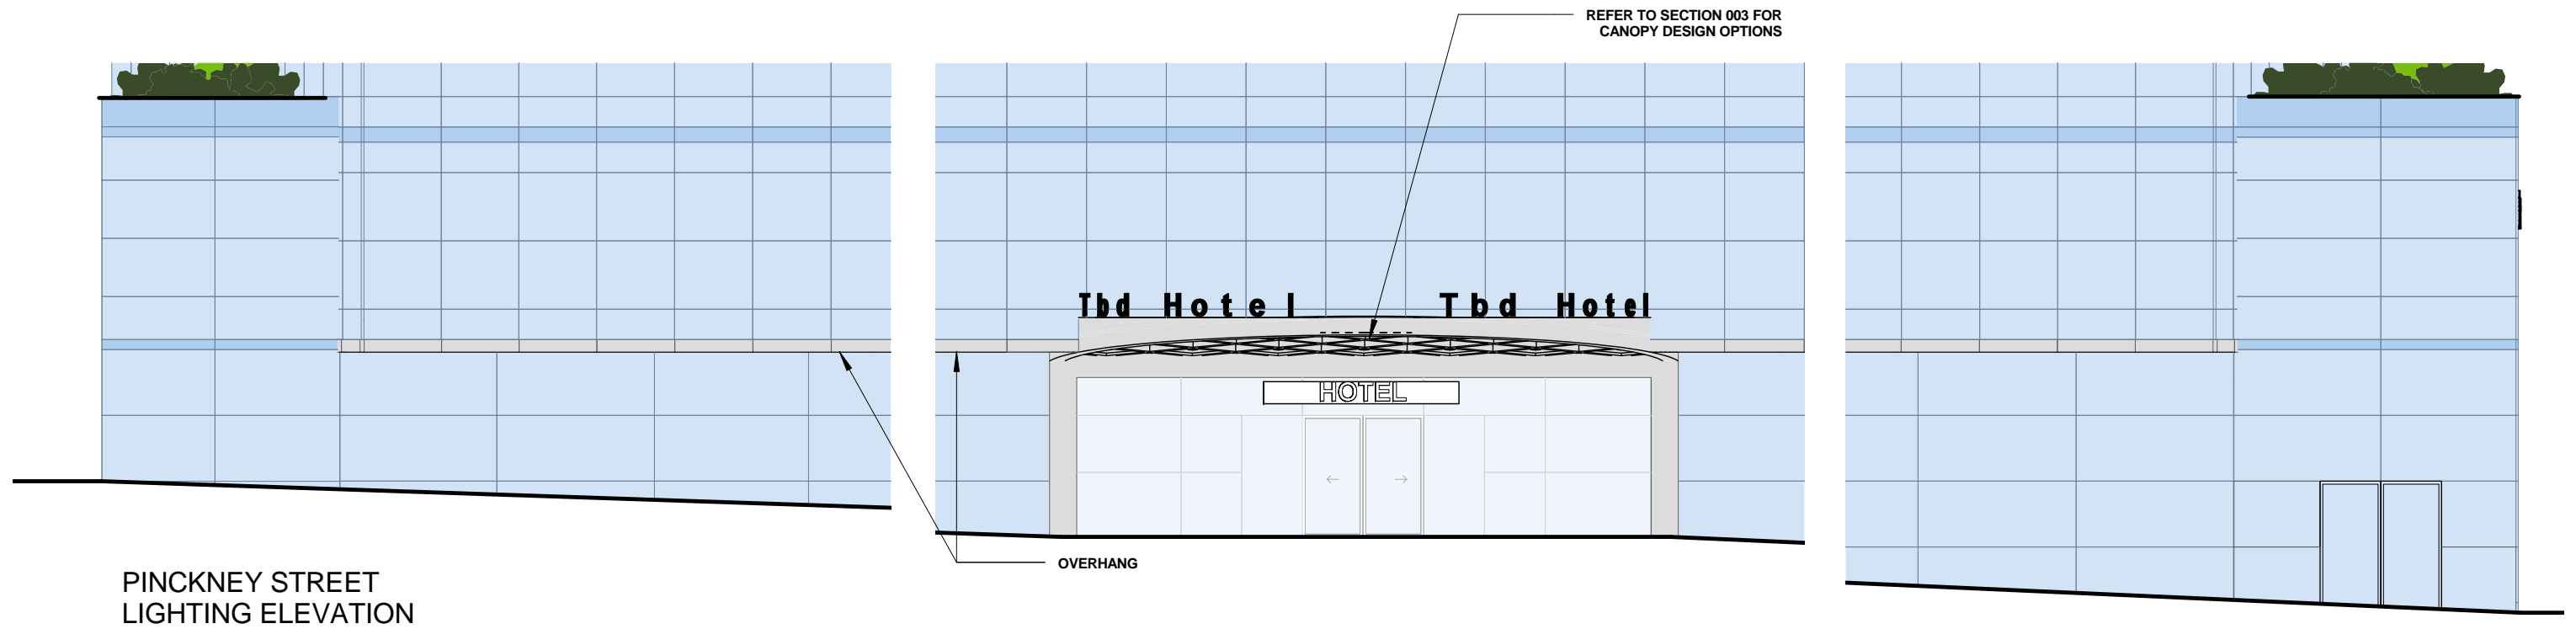 REFER TO SECTION 003 FOR
CANOPY DESIGN OPTIONS
Tbd Hotel Tbd Hotel
HOTEL
OVERHANG
PINCKNEY STREET
LIGHTING ELEVATION